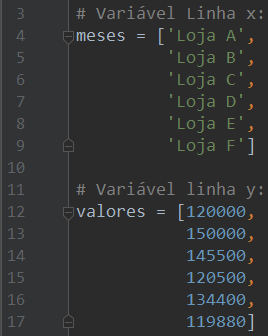 3 # Variável Linha x:
4 meses = ['Loja A',
5 'Loja B',
6 'Loja C',
7 'Loja D',
8 'Loja E',
9 'Loja F']
10
11 # Variável linha y:
12 valores = [120000,
13 150000,
14 145500,
15 120500,
16 134400,
17 119880]